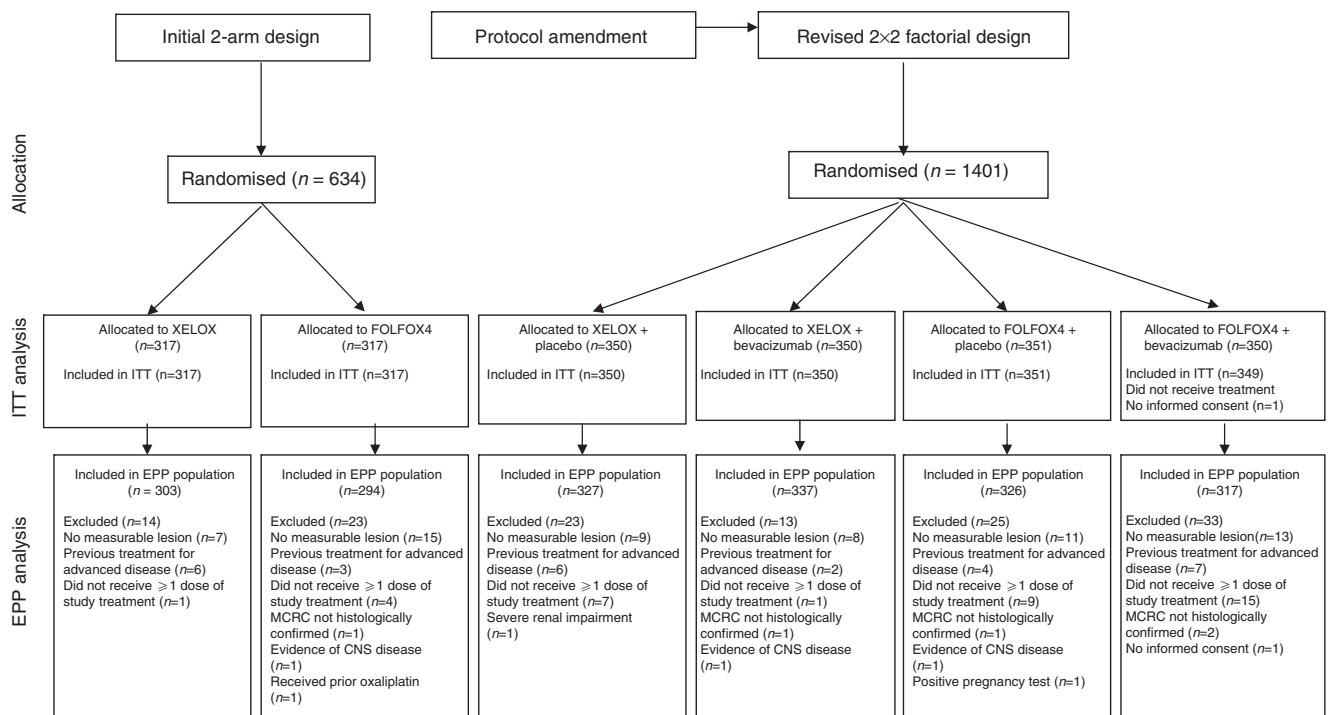 Initial 2-arm design
Protocol amendment
Revised 2×2 factorial design
Allocation
Randomised (n = 634)
Randomised (n = 1401)
ITT analysis
Allocated to XELOX
(n=317)
Included in ITT (n=317)
Allocated to FOLFOX4
(n=317)
Included in ITT (n=317)
Allocated to XELOX +
placebo (n=350)
Included in ITT (n=350)
Allocated to XELOX +
bevacizumab (n=350)
Included in ITT (n=350)
Allocated to FOLFOX4 +
placebo (n=351)
Included in ITT (n=351)
Allocated to FOLFOX4 +
bevacizumab (n=350)
Included in ITT (n=349)
Did not receive treatment
No informed consent (n=1)
EPP analysis
Included in EPP population
(n = 303)
Excluded (n=14)
No measurable lesion (n=7)
Previous treatment for
advanced disease (n=6)
Did not receive ⩾1 dose of
study treatment (n=1)
Included in EPP population
(n=294)
Excluded (n=23)
No measurable lesion (n=15)
Previous treatment for advanced
disease (n=3)
Did not receive ⩾1 dose of
study treatment (n=4)
MCRC not histologically
confirmed (n=1)
Evidence of CNS disease
(n=1)
Received prior oxaliplatin
(n=1)
Included in EPP population
(n=327)
Excluded (n=23)
No measurable lesion (n=9)
Previous treatment for advanced
disease (n=6)
Did not receive ⩾1 dose of
study treatment (n=7)
Severe renal impairment
(n=1)
Included in EPP population
(n=337)
Excluded (n=13)
No measurable lesion (n=8)
Previous treatment for
advanced disease (n=2)
Did not receive ⩾1 dose of
study treatment (n=1)
MCRC not histologically
confirmed (n=1)
Evidence of CNS disease
(n=1)
Included in EPP population
(n=326)
Excluded (n=25)
No measurable lesion (n=11)
Previous treatment for advanced
disease (n=4)
Did not receive ⩾1 dose of
study treatment (n=9)
MCRC not histologically
confirmed (n=1)
Evidence of CNS disease
(n=1)
Positive pregnancy test (n=1)
Included in EPP population
(n=317)
Excluded (n=33)
No measurable lesion(n=13)
Previous treatment for advanced
disease (n=7)
Did not receive ⩾1 dose of
study treatment (n=15)
MCRC not histologically
confirmed (n=2)
No informed consent (n=1)